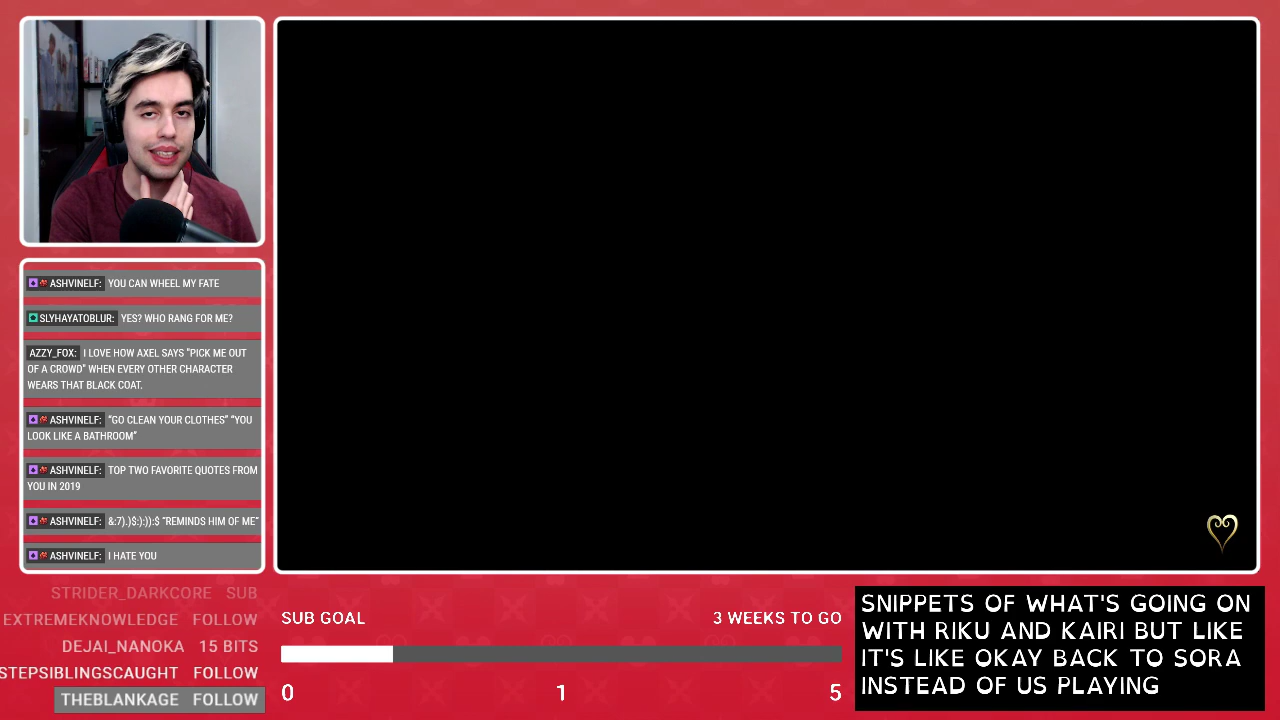 ASHVINELF: YOU CAN WHEEL MY FATE
SLYHAYATOBLUR: YES? WHO RANG FOR ME?
AZZY_FOX: I LOVE HOW AXEL SAYS "PICK ME OUT
OF A CROWD" WHEN EVERY OTHER CHARACTER
WEARS THAT BLACK COAT.
ASHVINELF: “GO CLEAN YOUR CLOTHES” “YOU
LOOK LIKE A BATHROOM”
ASHVINELF: TOP TWO FAVORITE QUOTES FROM
YOU IN 2019
ASHVINELF: &:7).)$:):)):$ “REMINDS HIM OF ME”
ASHVINELF: I HATE YOU
STRIDER_DARKCORE SUB
EXTREMEKNOWLEDGE FOLLOW
DEJAI_NANOKA 15 BITS
STEPSIBLINGSCAUGHT FOLLOW
THEBLANKAGE FOLLOW
SUB GOAL 3 WEEKS TO GO
0 1 5
SNIPPETS OF WHAT'S GOING ON
WITH RIKU AND KAIRI BUT LIKE
IT'S LIKE OKAY BACK TO SORA
INSTEAD OF US PLAYING